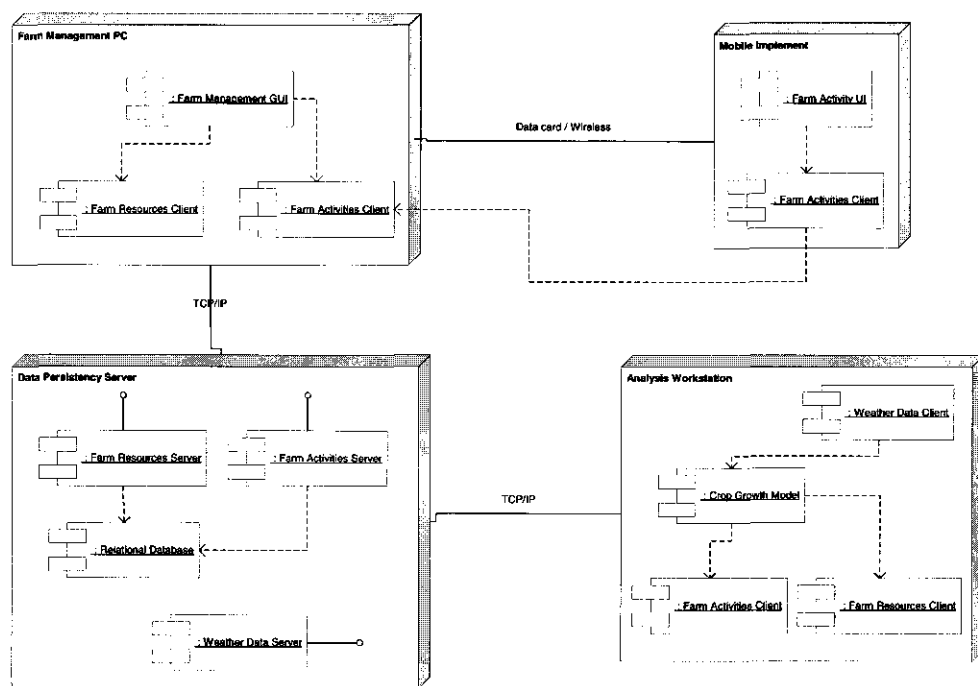 Farm Management PC
: Farm Management GUI
: Farm Resources Client
: Farm Activities Client
Data card / Wireless
Mobile Implement
: Farm Activity UI
: Farm Activities Client
TCP/IP
Data Persistency Server
: Farm Resources Server
: Farm Activities Server
: Relational Database
: Weather Data Server
TCP/IP
Analysis Workstation
: Weather Data Client
: Crop Growth Model
: Farm Activities Client
: Farm Resources Client